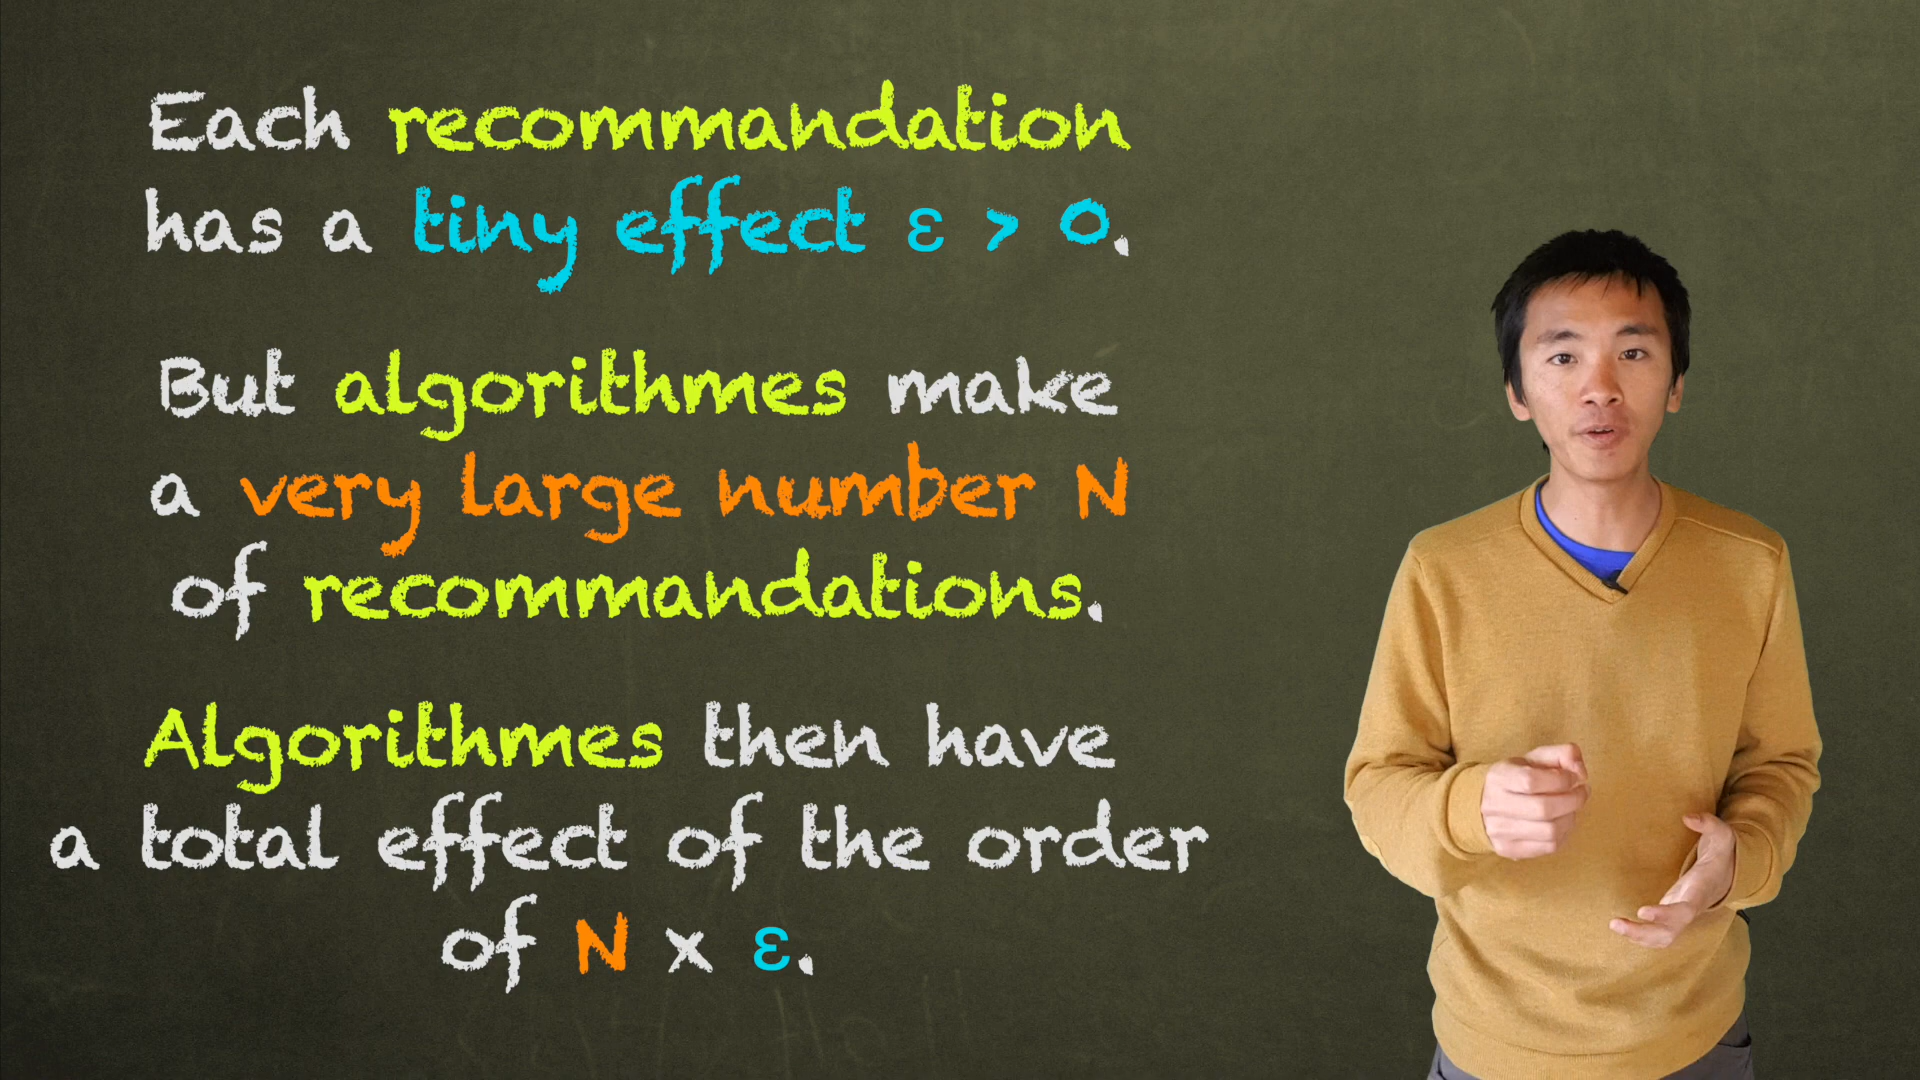 Each recommandation
has a tiny effect ε > 0.
But algorithmes make
a very large number N
of recommandations.
Algorithmes then have
a total effect of the order
of N x ε.